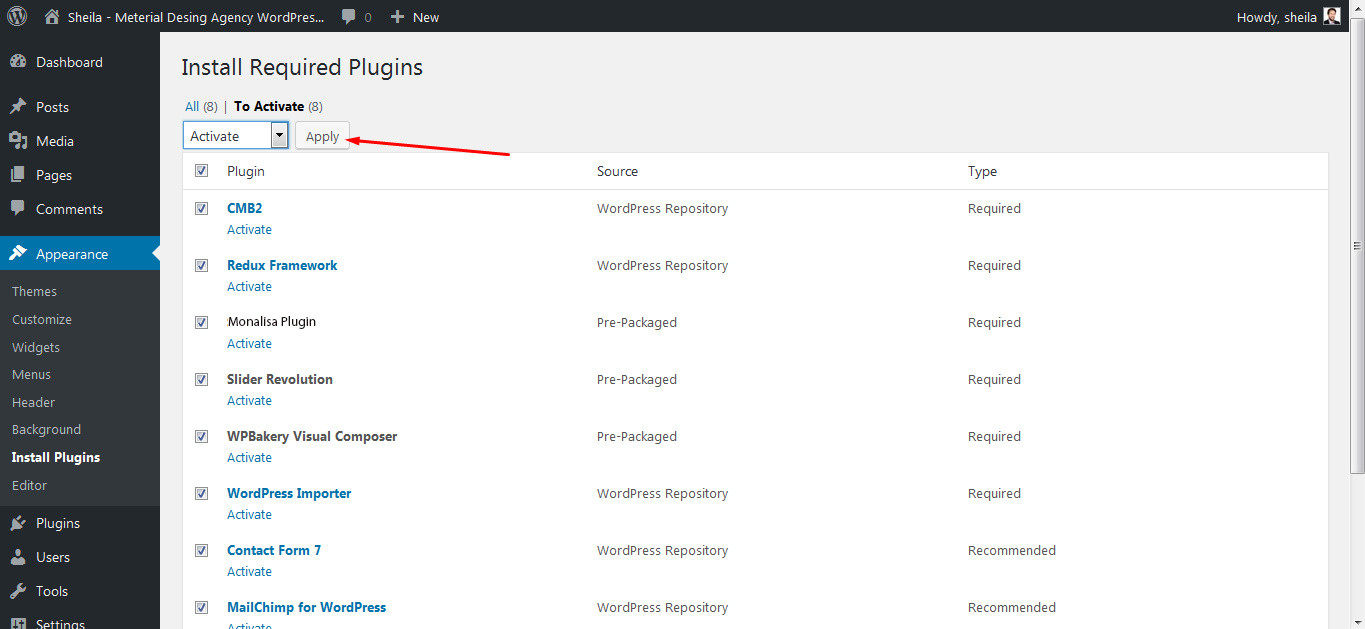 Sheila - Meterial Desing Agency WordPres... 0 New Howdy, sheila
Dashboard
Posts
Media
Pages
Comments
Appearance
Themes
Customize
Widgets
Menus
Header
Background
Install Plugins
Editor
Plugins
Users
Tools
Settings
Install Required Plugins
All (8) | To Activate (8)
Activate Apply
Plugin Source Type
CMB2 WordPress Repository Required
Activate
Redux Framework WordPress Repository Required
Activate
Monalisa Plugin Pre-Packaged Required
Activate
Slider Revolution Pre-Packaged Required
Activate
WPBakery Visual Composer Pre-Packaged Required
Activate
WordPress Importer WordPress Repository Required
Activate
Contact Form 7 WordPress Repository Recommended
Activate
MailChimp for WordPress WordPress Repository Recommended
Activate